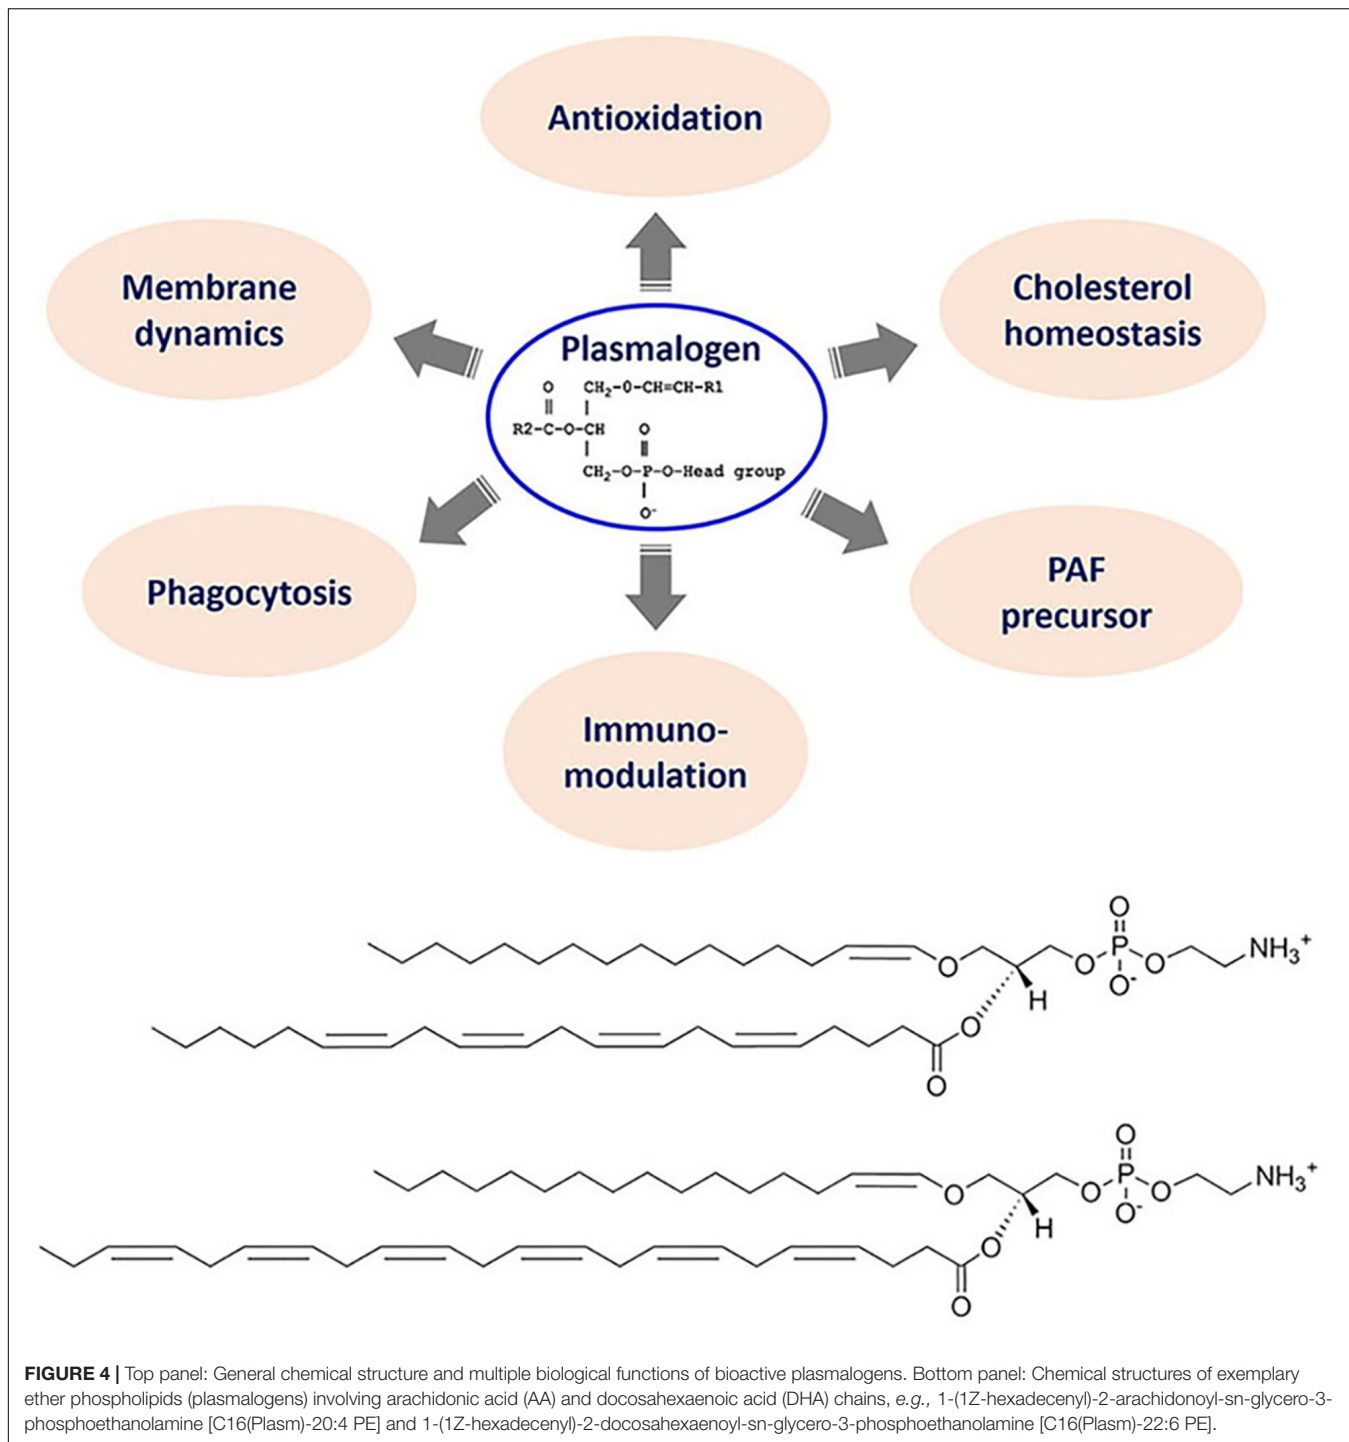 Antioxidation
Membrane
dynamics
Cholesterol
homeostasis
Plasmalogen
O CH₂-O-CH=CH-R1
R2-C-O-CH O
CH₂-O-P-O-Head group
O⁻
Phagocytosis
PAF
precursor
Immuno-
modulation
O
O O P O NH₃⁺
O⁻
H
O
O
O
O O P O NH₃⁺
O⁻
H
O
O
FIGURE 4 | Top panel: General chemical structure and multiple biological functions of bioactive plasmalogens. Bottom panel: Chemical structures of exemplary
ether phospholipids (plasmalogens) involving arachidonic acid (AA) and docosahexaenoic acid (DHA) chains, e.g., 1-(1Z-hexadecenyl)-2-arachidonoyl-sn-glycero-3-
phosphoethanolamine [C16(Plasm)-20:4 PE] and 1-(1Z-hexadecenyl)-2-docosahexaenoyl-sn-glycero-3-phosphoethanolamine [C16(Plasm)-22:6 PE].